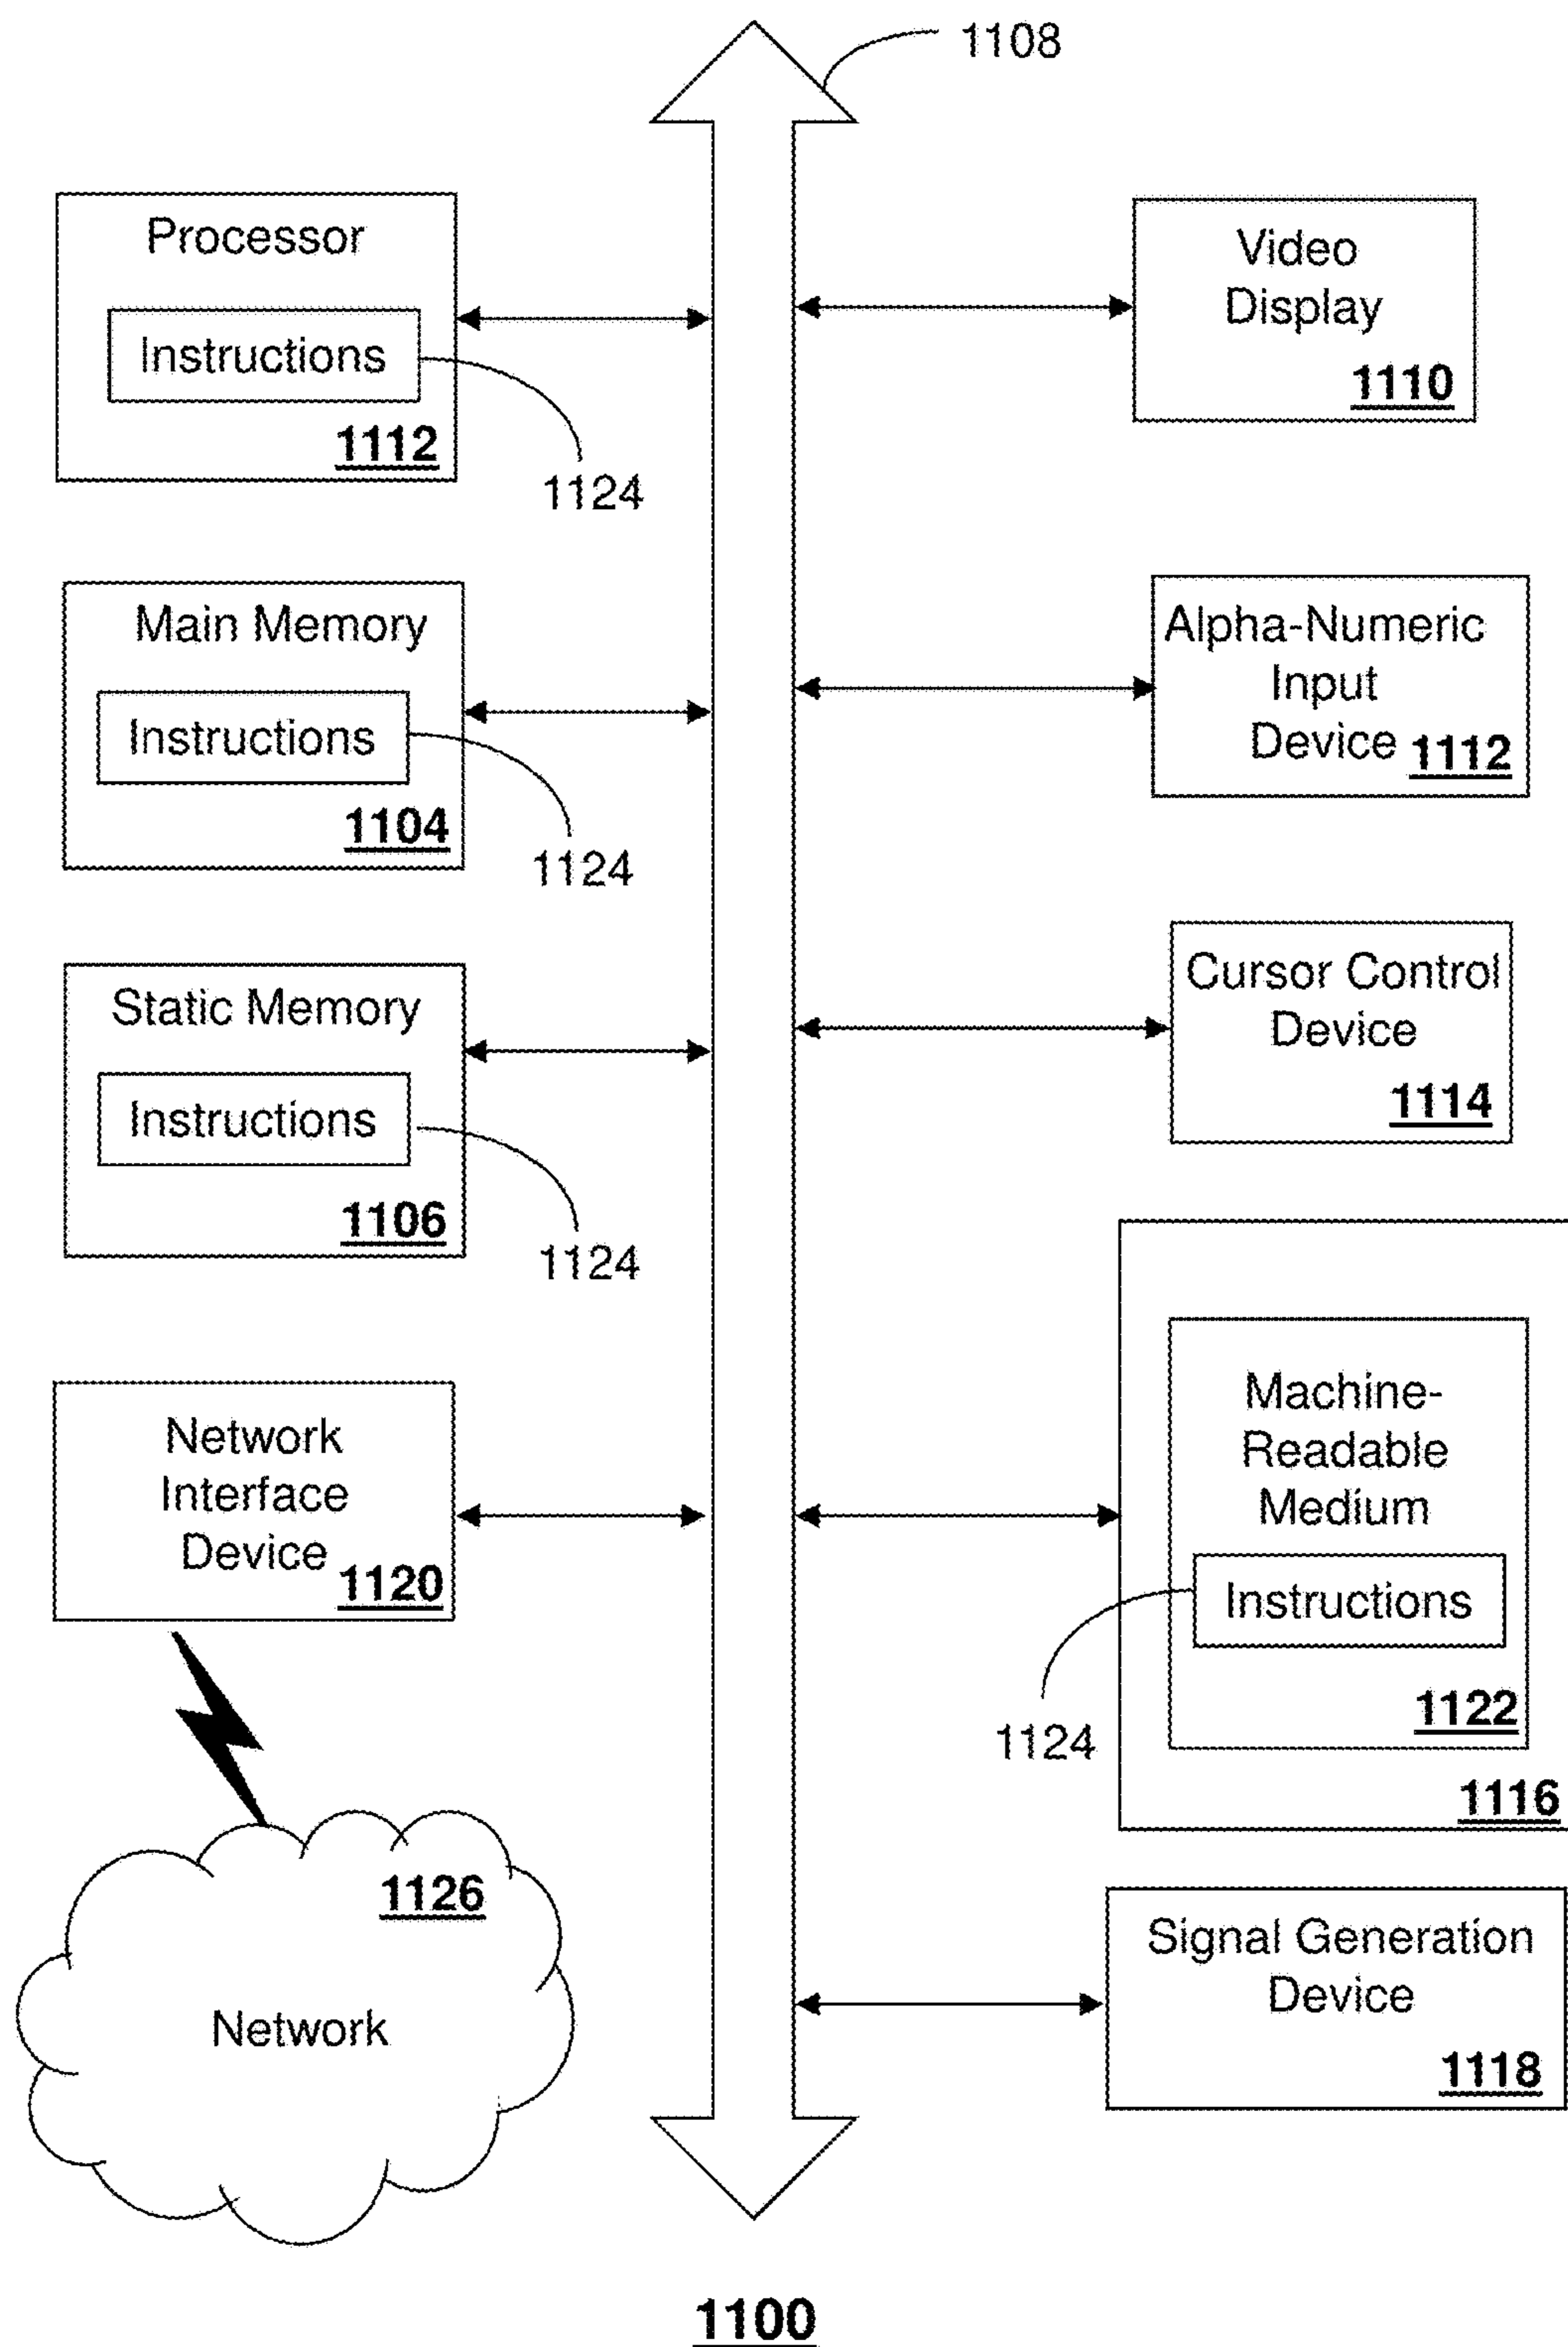 1108
Processor
Instructions
1112
1124
Video
Display
1110
Main Memory
Instructions
1104
1124
Alpha-Numeric
Input
Device 1112
Static Memory
Instructions
1106
1124
Cursor Control
Device
1114
Network
Interface
Device
1120
Machine-
Readable
Medium
Instructions
1122
1124
1116
1126
Network
Signal Generation
Device
1118
1100